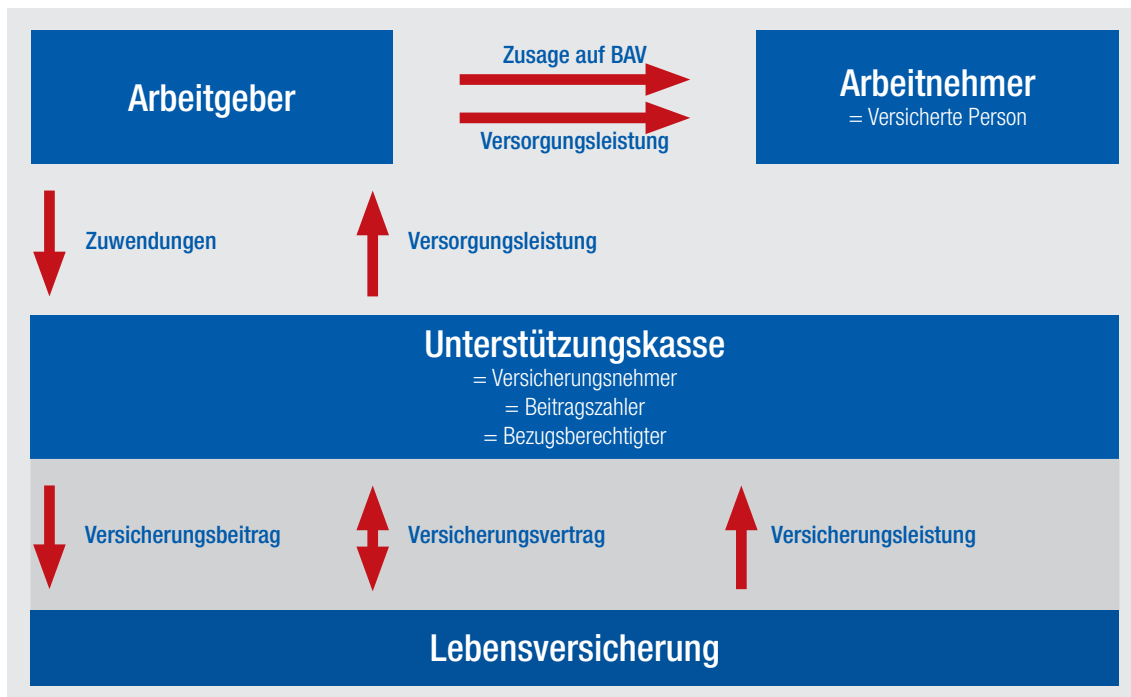 Arbeitgeber
Zusage auf BAV
Versorgungsleistung
Arbeitnehmer
= Versicherte Person
Zuwendungen
Versorgungsleistung
Unterstützungskasse
= Versicherungsnehmer
= Beitragszahler
= Bezugsberechtigter
Versicherungsbeitrag
Versicherungsvertrag
Versicherungsleistung
Lebensversicherung